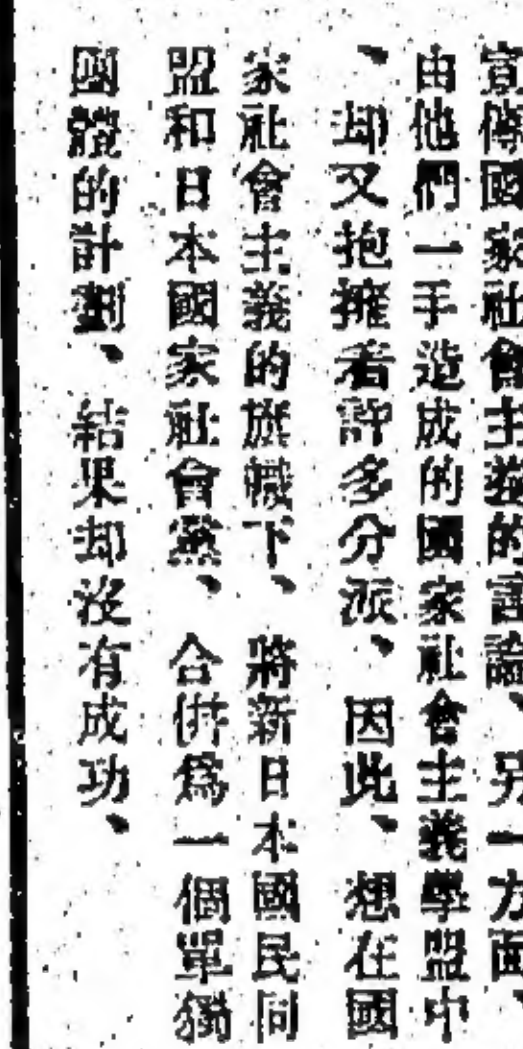 宣傳國家社會主義的言論、另一方面、
由他們一手造成的國家社會主義學盟中
、却又抱擁着許多分派、因此、想在國
家社會主義的旗幟下、將新日本國民同
盟和日本國家社會黨、合併爲一個單獨
國體的計劃、結果却沒有成功、